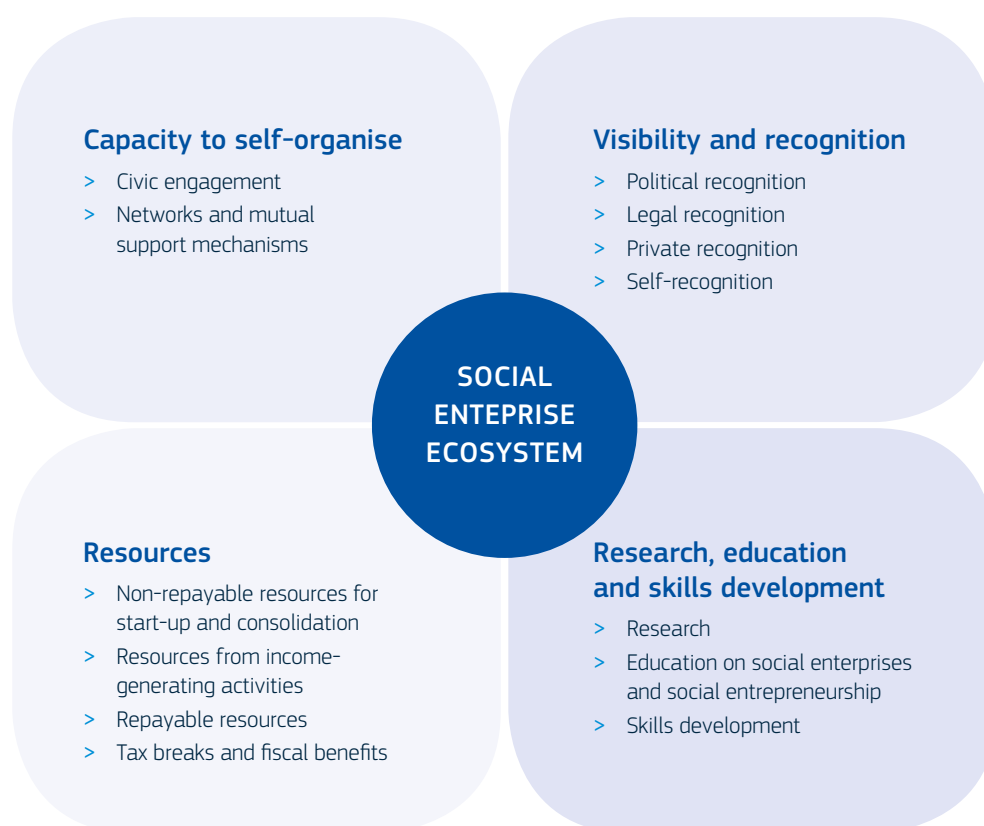 Capacity to self-organise
> Civic engagement
> Networks and mutual
support mechanisms
Visibility and recognition
> Political recognition
> Legal recognition
> Private recognition
> Self-recognition
SOCIAL
ENTEPRISE
ECOSYSTEM
Resources
> Non-repayable resources for
start-up and consolidation
> Resources from income-
generating activities
> Repayable resources
> Tax breaks and fiscal benefits
Research, education
and skills development
> Research
> Education on social enterprises
and social entrepreneurship
> Skills development